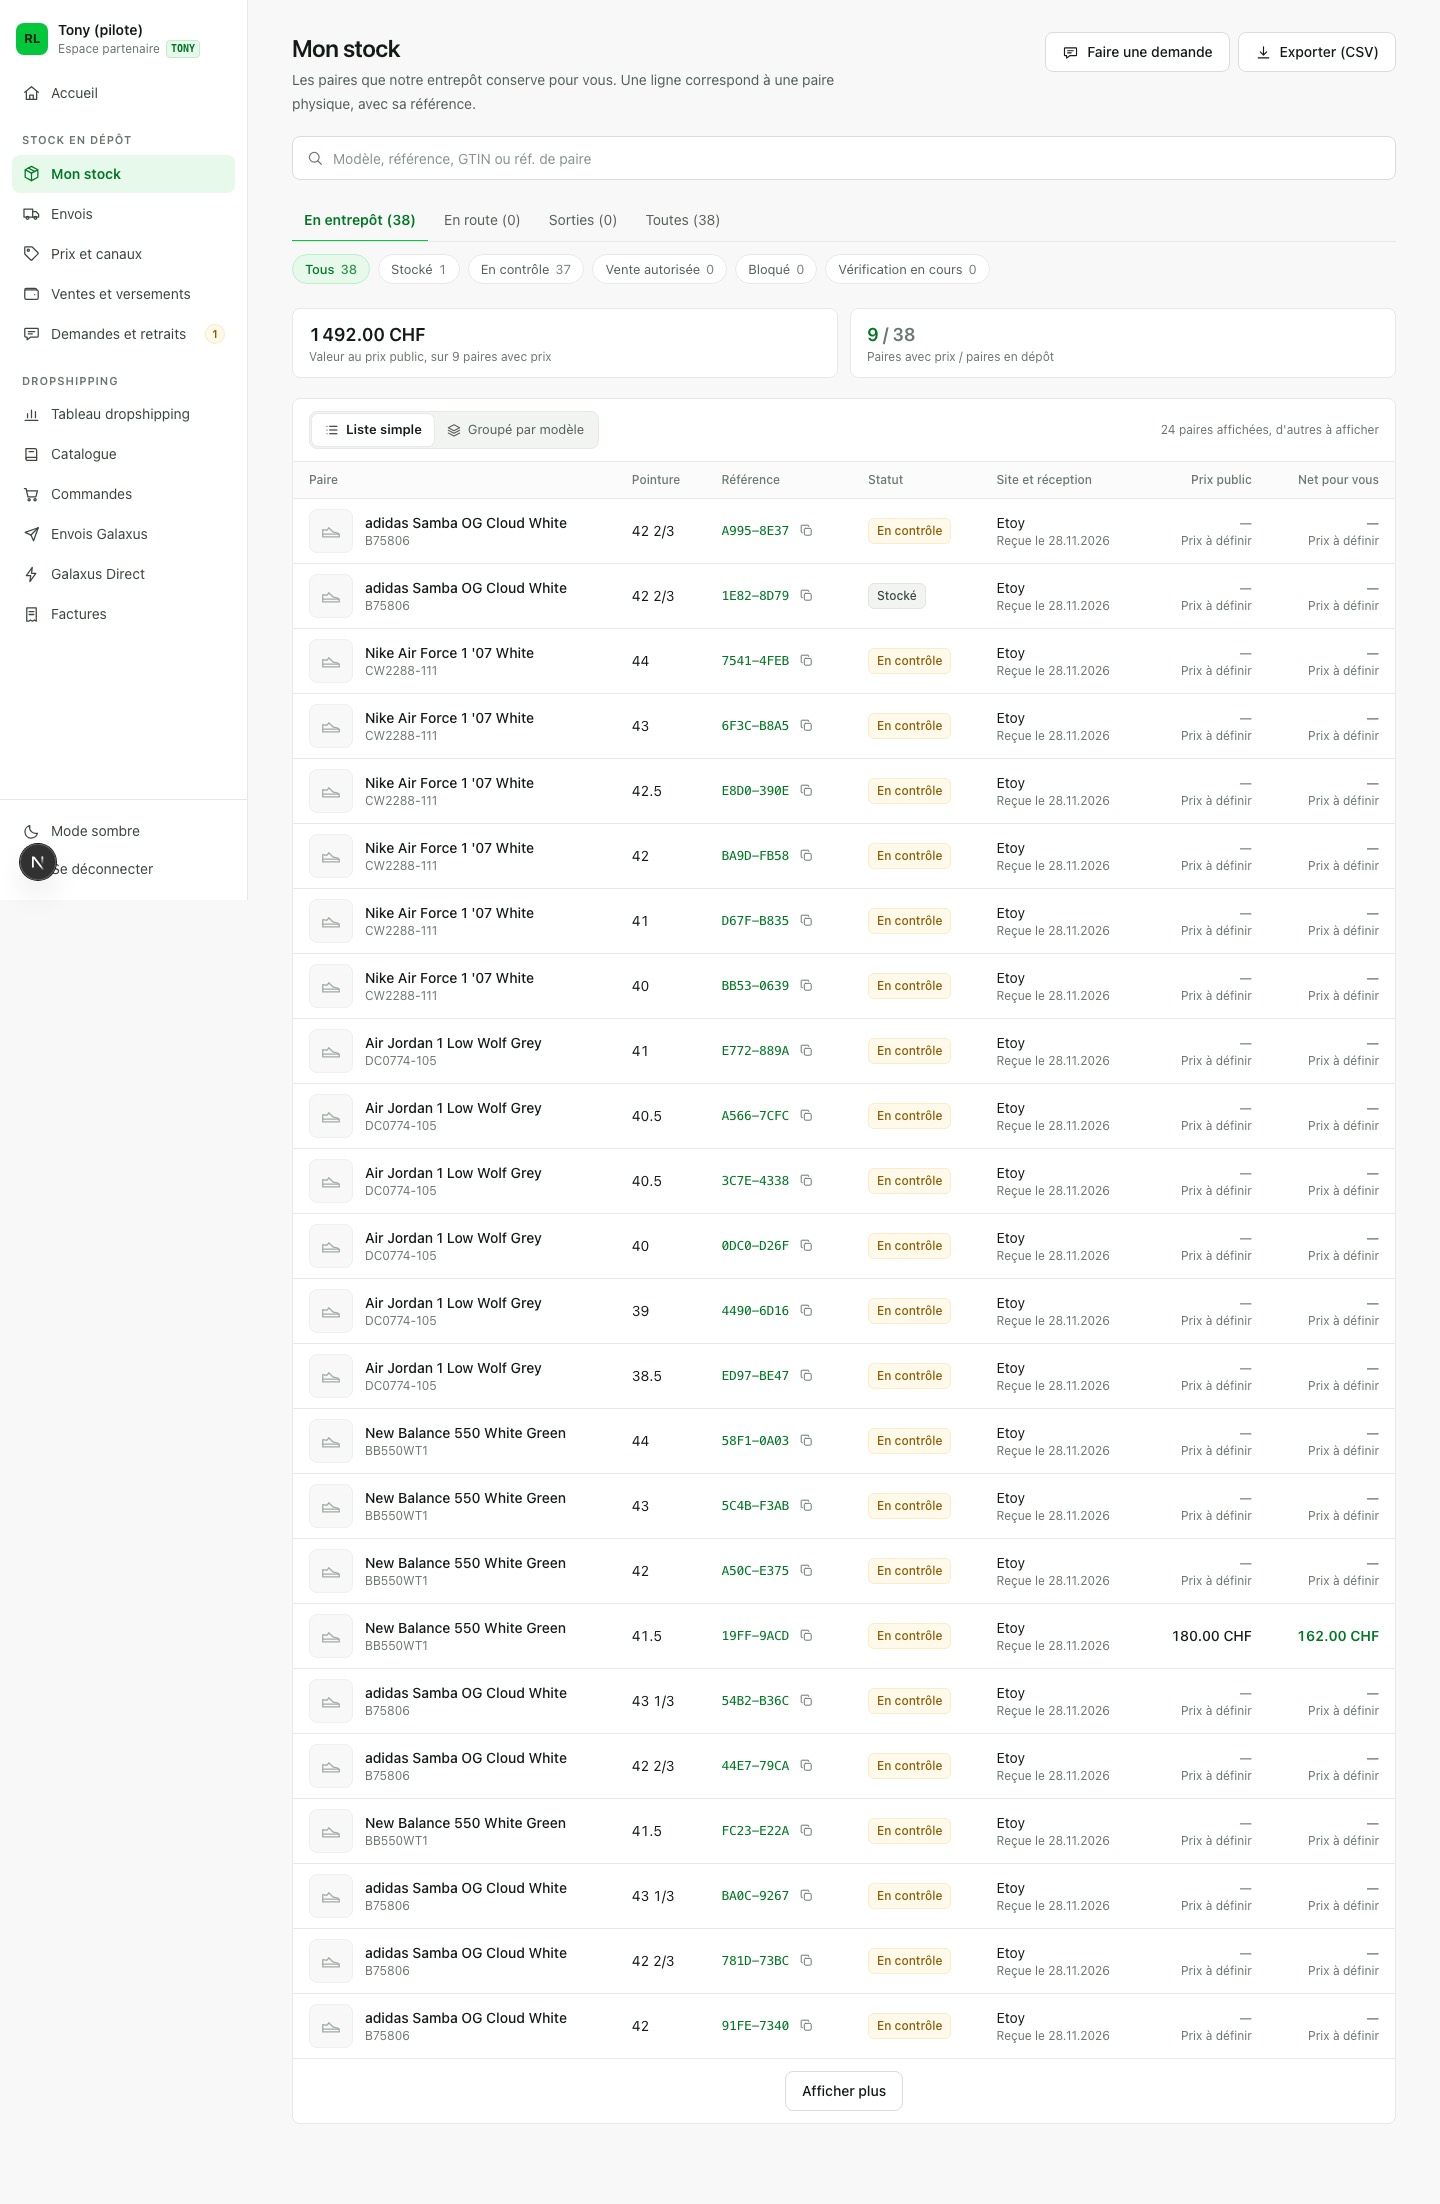 RL
Tony (pilote)
Espace partenaire TONY
Accueil
STOCK EN DÉPÔT
Mon stock
Envois
Prix et canaux
Ventes et versements
Demandes et retraits 1
DROPSHIPPING
Tableau dropshipping
Catalogue
Commandes
Envois Galaxus
Galaxus Direct
Factures
Mode sombre
N
Se déconnecter
Mon stock
Les paires que notre entrepôt conserve pour vous. Une ligne correspond à une paire
physique, avec sa référence.
Faire une demande
Exporter (CSV)
Modèle, référence, GTIN ou réf. de paire
En entrepôt (38) En route (0) Sorties (0) Toutes (38)
Tous 38 Stocké 1 En contrôle 37 Vente autorisée 0 Bloqué 0 Vérification en cours 0
1 492.00 CHF
Valeur au prix public, sur 9 paires avec prix
9 / 38
Paires avec prix / paires en dépôt
Liste simple Groupé par modèle 24 paires affichées, d'autres à afficher
Paire Pointure Référence Statut Site et réception Prix public Net pour vous
adidas Samba OG Cloud White 42 2/3 A995–8E37 En contrôle Etoy — —
B75806 Reçue le 28.11.2026 Prix à définir Prix à définir
adidas Samba OG Cloud White 42 2/3 1E82–8D79 Stocké Etoy — —
B75806 Reçue le 28.11.2026 Prix à définir Prix à définir
Nike Air Force 1 '07 White 44 7541–4FEB En contrôle Etoy — —
CW2288-111 Reçue le 28.11.2026 Prix à définir Prix à définir
Nike Air Force 1 '07 White 43 6F3C–B8A5 En contrôle Etoy — —
CW2288-111 Reçue le 28.11.2026 Prix à définir Prix à définir
Nike Air Force 1 '07 White 42.5 E8D0–390E En contrôle Etoy — —
CW2288-111 Reçue le 28.11.2026 Prix à définir Prix à définir
Nike Air Force 1 '07 White 42 BA9D–FB58 En contrôle Etoy — —
CW2288-111 Reçue le 28.11.2026 Prix à définir Prix à définir
Nike Air Force 1 '07 White 41 D67F–B835 En contrôle Etoy — —
CW2288-111 Reçue le 28.11.2026 Prix à définir Prix à définir
Nike Air Force 1 '07 White 40 BB53–0639 En contrôle Etoy — —
CW2288-111 Reçue le 28.11.2026 Prix à définir Prix à définir
Air Jordan 1 Low Wolf Grey 41 E772–889A En contrôle Etoy — —
DC0774-105 Reçue le 28.11.2026 Prix à définir Prix à définir
Air Jordan 1 Low Wolf Grey 40.5 A566–7CFC En contrôle Etoy — —
DC0774-105 Reçue le 28.11.2026 Prix à définir Prix à définir
Air Jordan 1 Low Wolf Grey 40.5 3C7E–4338 En contrôle Etoy — —
DC0774-105 Reçue le 28.11.2026 Prix à définir Prix à définir
Air Jordan 1 Low Wolf Grey 40 0DC0–D26F En contrôle Etoy — —
DC0774-105 Reçue le 28.11.2026 Prix à définir Prix à définir
Air Jordan 1 Low Wolf Grey 39 4490–6D16 En contrôle Etoy — —
DC0774-105 Reçue le 28.11.2026 Prix à définir Prix à définir
Air Jordan 1 Low Wolf Grey 38.5 ED97–BE47 En contrôle Etoy — —
DC0774-105 Reçue le 28.11.2026 Prix à définir Prix à définir
New Balance 550 White Green 44 58F1–0A03 En contrôle Etoy — —
BB550WT1 Reçue le 28.11.2026 Prix à définir Prix à définir
New Balance 550 White Green 43 5C4B–F3AB En contrôle Etoy — —
BB550WT1 Reçue le 28.11.2026 Prix à définir Prix à définir
New Balance 550 White Green 42 A50C–E375 En contrôle Etoy — —
BB550WT1 Reçue le 28.11.2026 Prix à définir Prix à définir
New Balance 550 White Green 41.5 19FF–9ACD En contrôle Etoy 180.00 CHF 162.00 CHF
BB550WT1 Reçue le 28.11.2026
adidas Samba OG Cloud White 43 1/3 54B2–B36C En contrôle Etoy — —
B75806 Reçue le 28.11.2026 Prix à définir Prix à définir
adidas Samba OG Cloud White 42 2/3 44E7–79CA En contrôle Etoy — —
B75806 Reçue le 28.11.2026 Prix à définir Prix à définir
New Balance 550 White Green 41.5 FC23–E22A En contrôle Etoy — —
BB550WT1 Reçue le 28.11.2026 Prix à définir Prix à définir
adidas Samba OG Cloud White 43 1/3 BA0C–9267 En contrôle Etoy — —
B75806 Reçue le 28.11.2026 Prix à définir Prix à définir
adidas Samba OG Cloud White 42 2/3 781D–73BC En contrôle Etoy — —
B75806 Reçue le 28.11.2026 Prix à définir Prix à définir
adidas Samba OG Cloud White 42 91FE–7340 En contrôle Etoy — —
B75806 Reçue le 28.11.2026 Prix à définir Prix à définir
Afficher plus